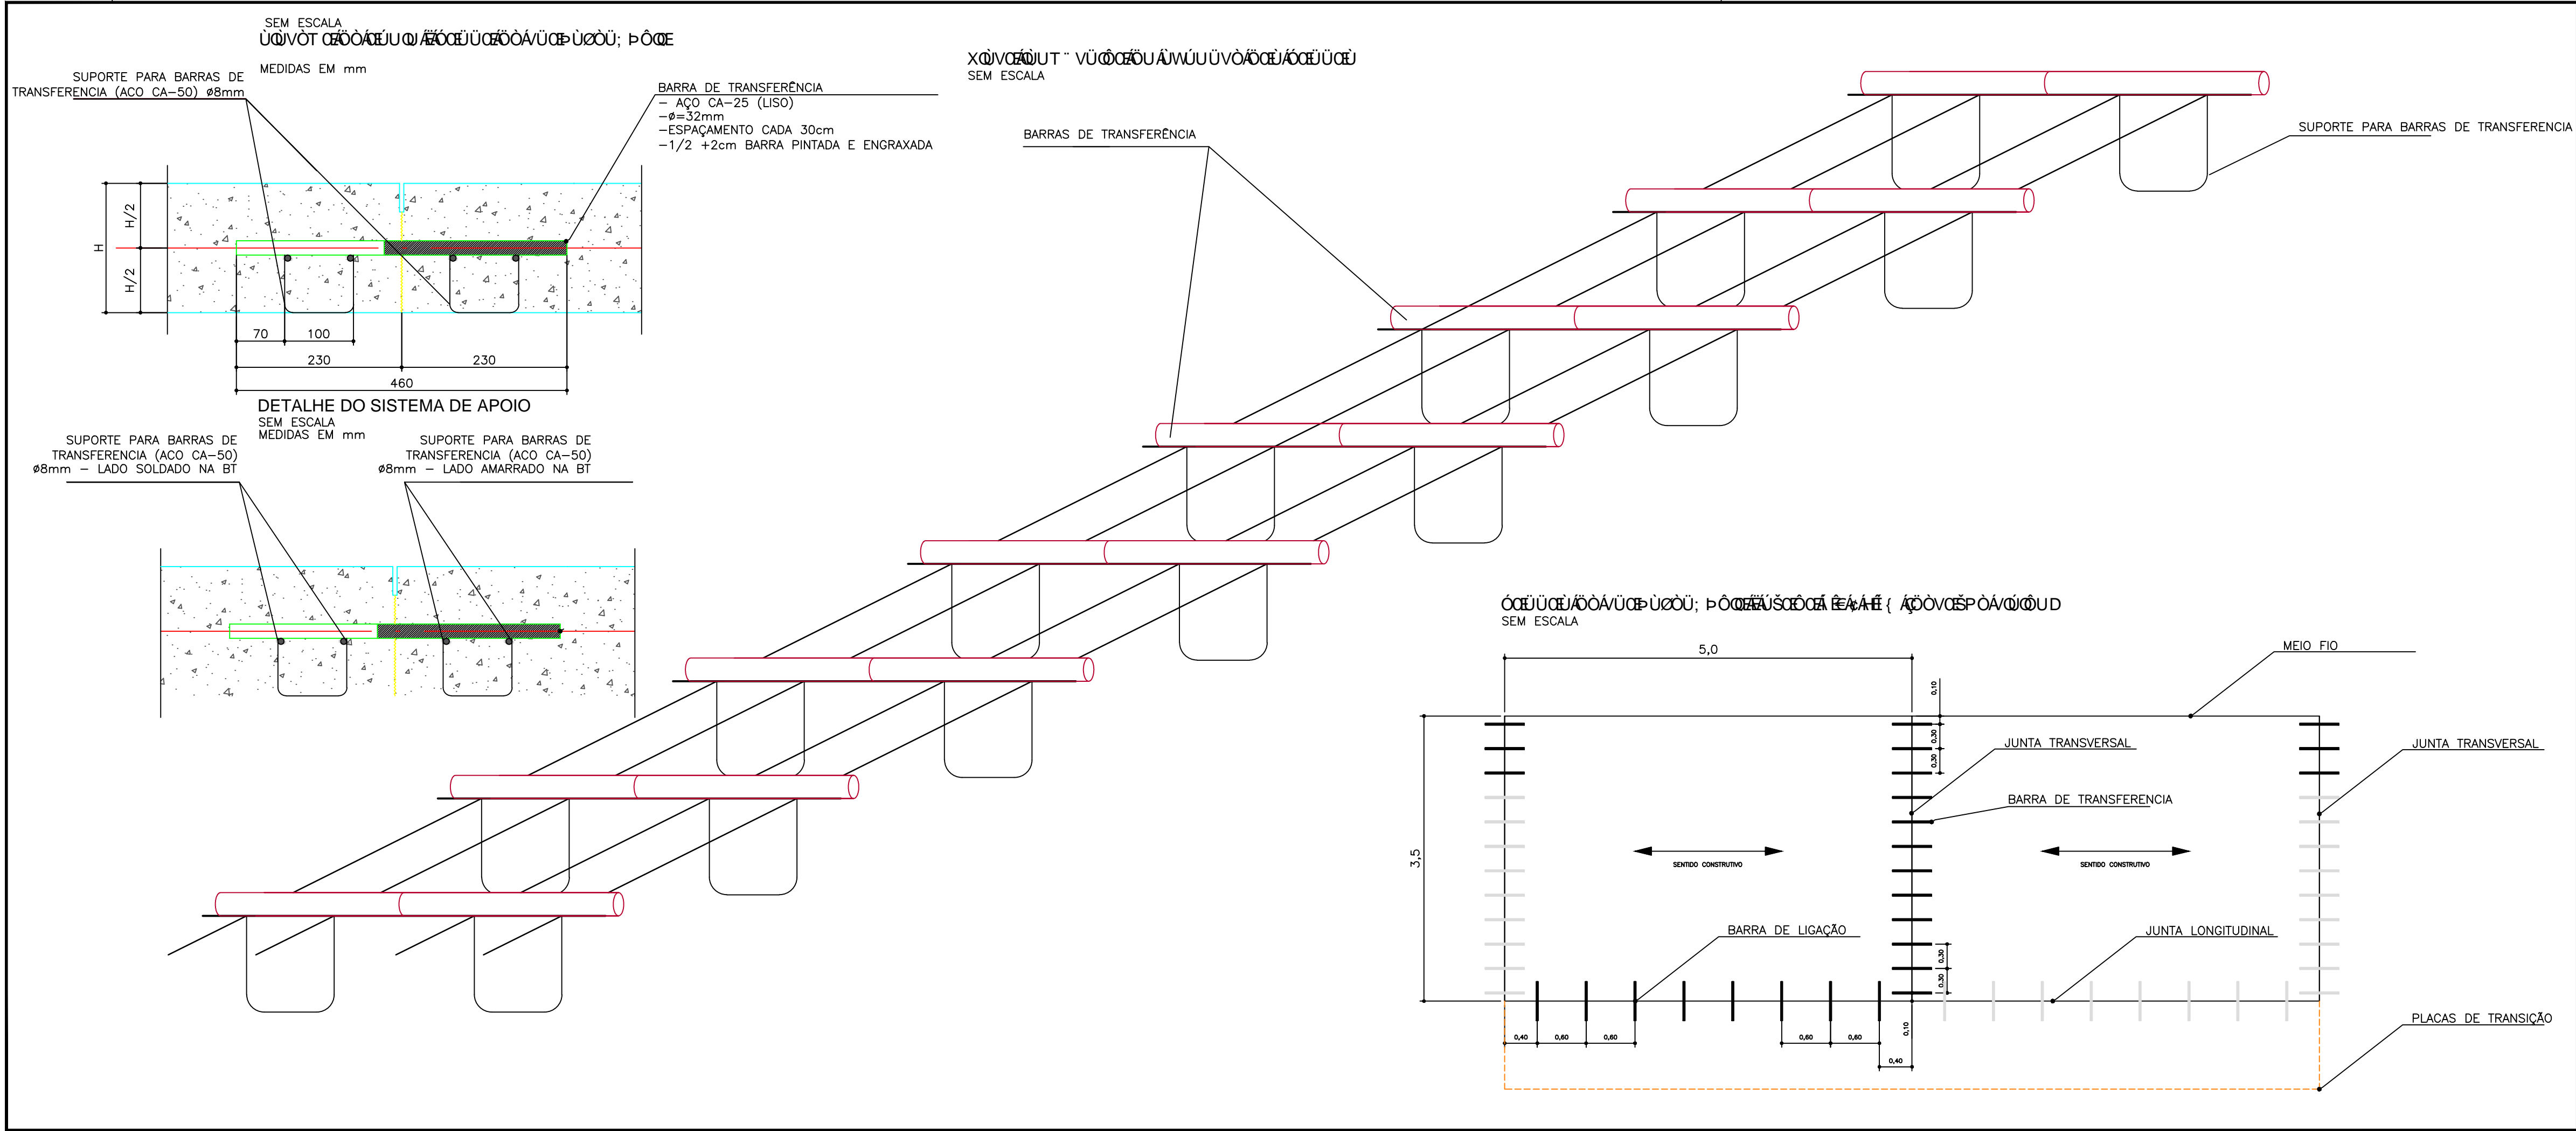 SEM ESCALA
MEDIDAS EM mm
SUPORTE PARA BARRAS DE
TRANSFERENCIA (ACO CA-50) ø8mm
BARRA DE TRANSFERÊNCIA
- AÇO CA-25 (LISO)
-ø=32mm
-ESPAÇAMENTO CADA 30cm
-1/2 +2cm BARRA PINTADA E ENGRAXADA
H
H/2
H/2
70
100
230
230
460
DETALHE DO SISTEMA DE APOIO
SEM ESCALA
MEDIDAS EM mm
SUPORTE PARA BARRAS DE
TRANSFERENCIA (ACO CA-50)
ø8mm - LADO SOLDADO NA BT
SUPORTE PARA BARRAS DE
TRANSFERENCIA (ACO CA-50)
ø8mm - LADO AMARRADO NA BT
SEM ESCALA
BARRAS DE TRANSFERÊNCIA
SUPORTE PARA BARRAS DE TRANSFERENCIA
SEM ESCALA
5,0
MEIO FIO
0,10
0,30
0,30
JUNTA TRANSVERSAL
JUNTA TRANSVERSAL
BARRA DE TRANSFERENCIA
3,5
SENTIDO CONSTRUTIVO
SENTIDO CONSTRUTIVO
BARRA DE LIGAÇÃO
JUNTA LONGITUDINAL
0,30
0,30
0,10
PLACAS DE TRANSIÇÃO
0,40
0,60
0,60
0,60
0,60
0,40